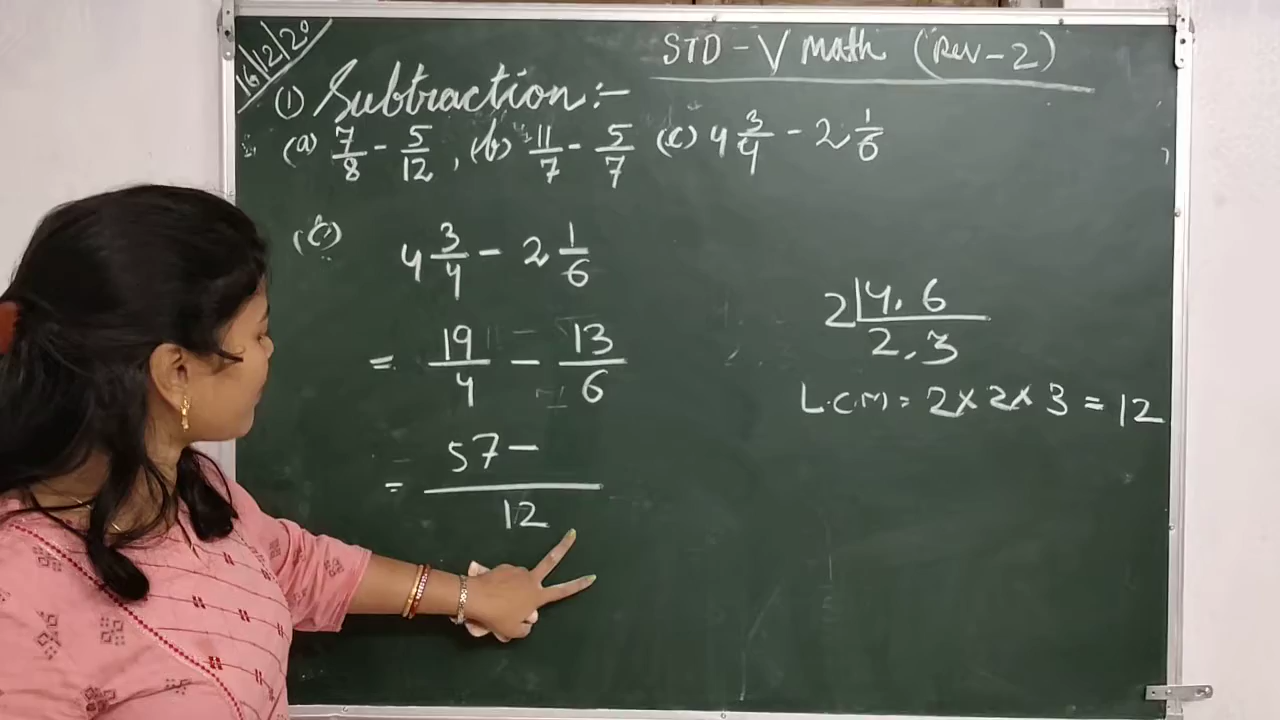 16/12/20
STD - V Math (Rev - 2)
① Subtraction :-
(a) 7/8 - 5/12, (b) 11/7 - 5/7 (c) 4 3/4 - 2 1/6
(c) 4 3/4 - 2 1/6
= 19/4 - 13/6
= 57 - / 12
2 | 4, 6
2, 3
L.C.M = 2 x 2 x 3 = 12